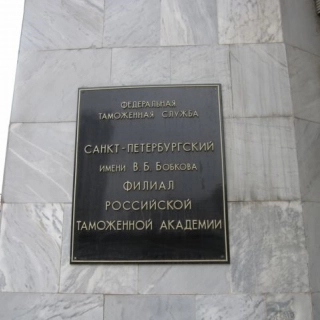 ФЕДЕРАЛЬНАЯ
ТАМОЖЕННАЯ СЛУЖБА
САНКТ-ПЕТЕРБУРГСКИЙ
ИМЕНИ В.Б. БОБКОВА
ФИЛИАЛ
РОССИЙСКОЙ
ТАМОЖЕННОЙ АКАДЕМИИ